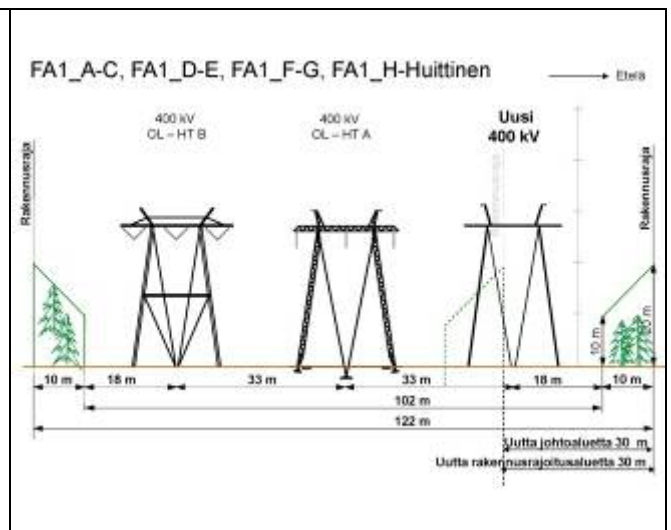 FA1_A-C, FA1_D-E, FA1_F-G, FA1_H-Huittinen
Etelä
400 kV
OL – HT B
400 kV
OL – HT A
Uusi
400 kV
Rakennusraja
Rakennusraja
10 m
20 m
10 m
18 m
33 m
33 m
18 m
10 m
102 m
122 m
Uutta johtoaluetta 30 m
Uutta rakennusrajoitusaluetta 30 m